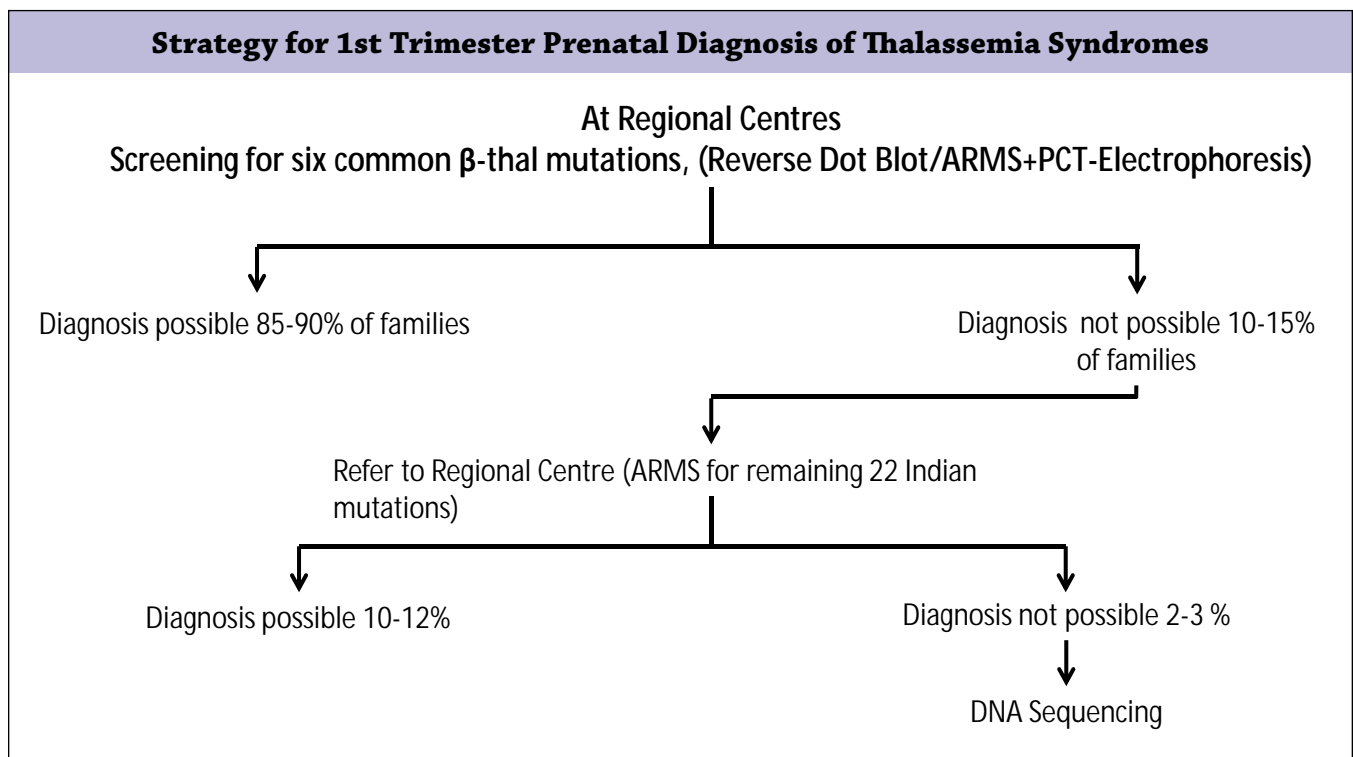 Strategy for 1st Trimester Prenatal Diagnosis of Thalassemia Syndromes
At Regional Centres
Screening for six common β-thal mutations, (Reverse Dot Blot/ARMS+PCT-Electrophoresis)
Diagnosis possible 85-90% of families
Diagnosis not possible 10-15%
of families
Refer to Regional Centre (ARMS for remaining 22 Indian
mutations)
Diagnosis possible 10-12%
Diagnosis not possible 2-3 %
DNA Sequencing